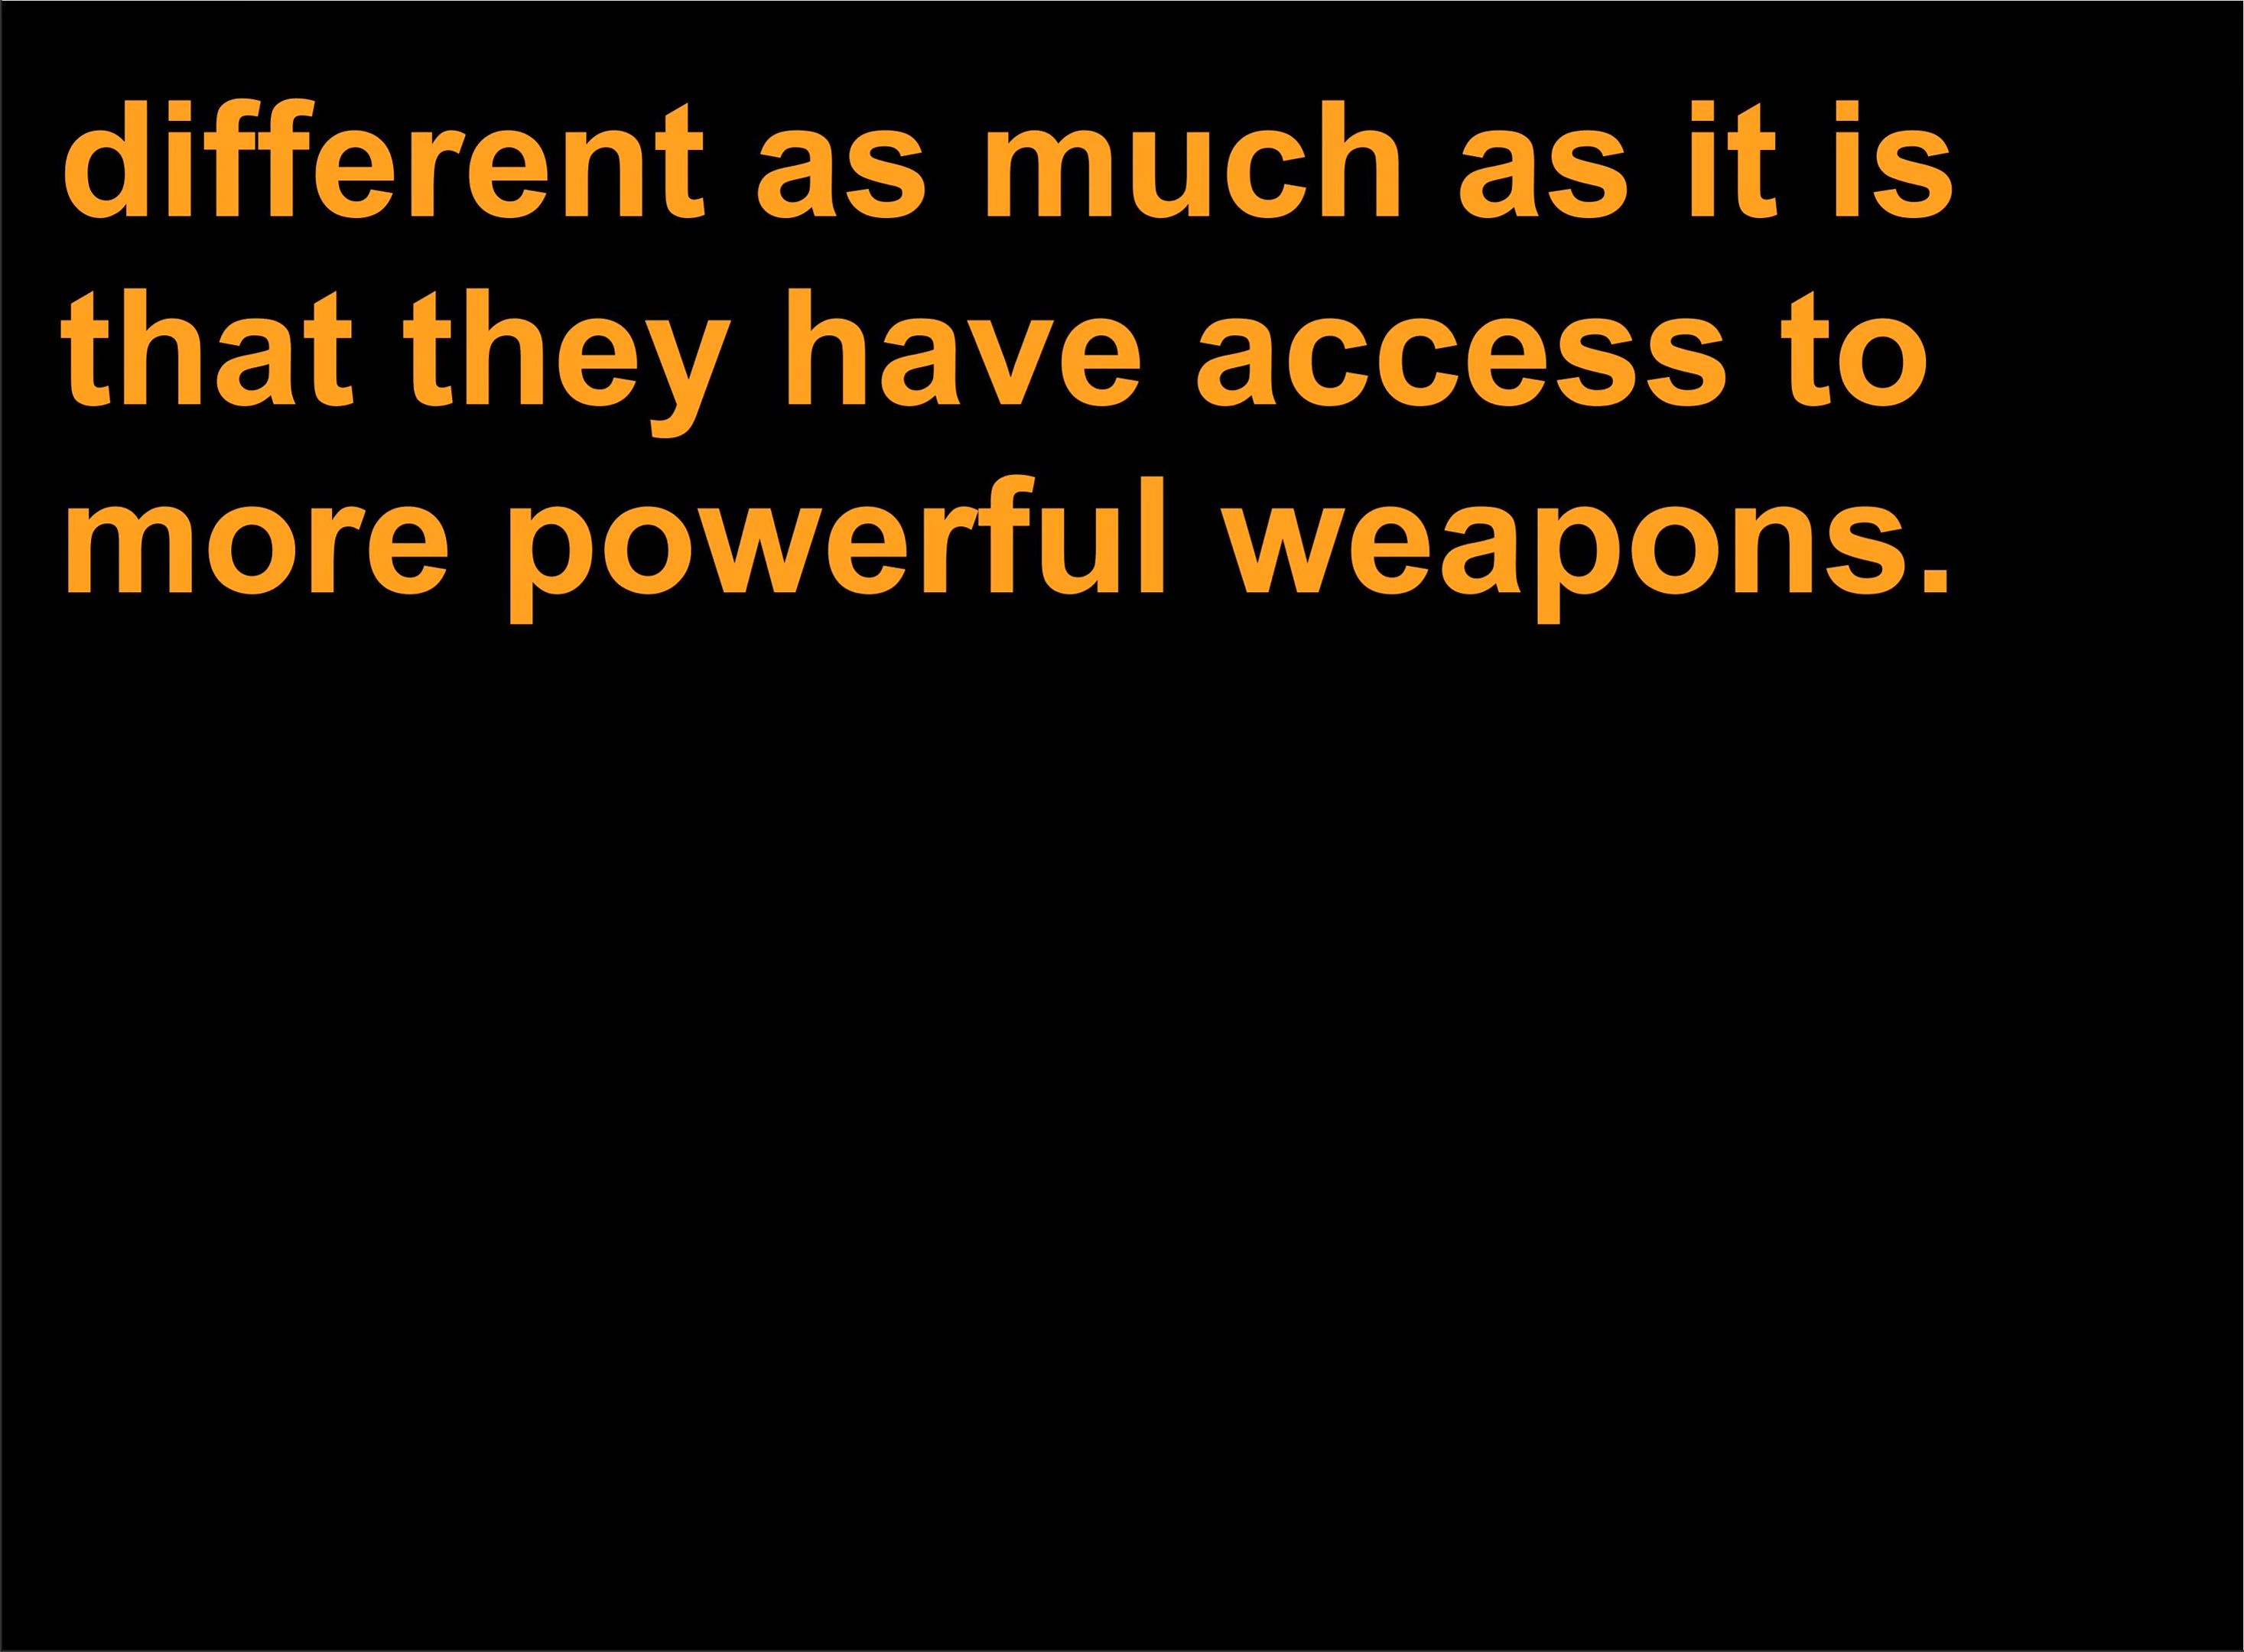 different as much as it is
that they have access to
more powerful weapons.